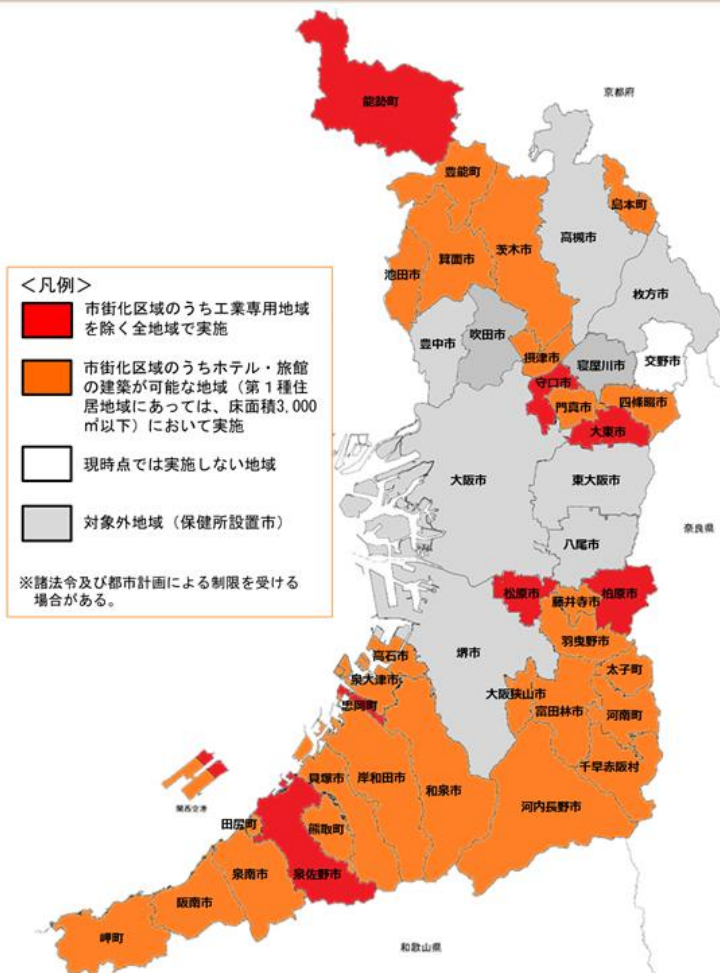 京都府
能勢町
豊能町
島本町
高槻市
茨木市
箕面市
池田市
枚方市
豊中市
吹田市
摂津市
寝屋川市
交野市
守口市
門真市
四條畷市
大東市
大阪市
東大阪市
奈良県
八尾市
松原市
藤井寺市
柏原市
羽曳野市
堺市
高石市
太子町
泉大津市
大阪狭山市
忠岡町
富田林市
河南町
千早赤阪村
貝塚市
岸和田市
和泉市
河内長野市
関西空港
田尻町
熊取町
泉南市
泉佐野市
阪南市
岬町
和歌山県
＜凡例＞
市街化区域のうち工業専用地域
を除く全地域で実施
市街化区域のうちホテル・旅館
の建築が可能な地域（第１種住
居地域にあっては、床面積3,000
㎡以下）において実施
現時点では実施しない地域
対象外地域（保健所設置市）
※諸法令及び都市計画による制限を受ける
場合がある。